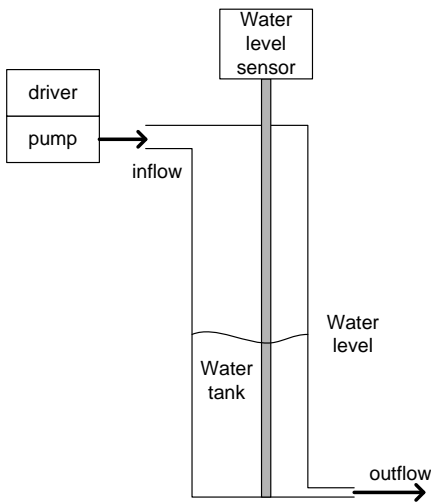 Water
level
sensor
driver
pump
inflow
Water
level
Water
tank
outflow